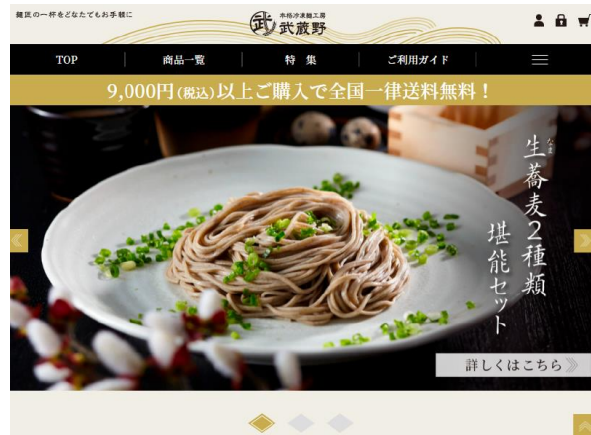 麺匠の一杯をどなたでもお手軽に
武
本格冷凍麺工房
武蔵野
TOP
商品一覧
特 集
ご利用ガイド
9,000円(税込)以上ご購入で全国一律送料無料！
なま
生蕎麦2種類
堪能セット
詳しくはこちら